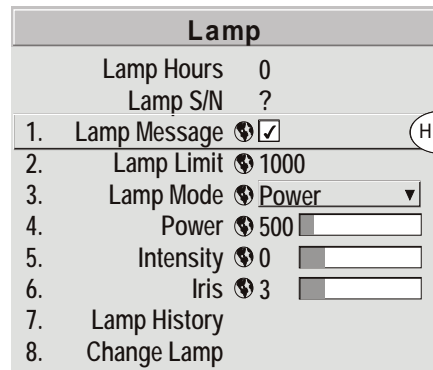 Lamp
Lamp Hours 0
Lamp S/N ?
1. Lamp Message H
2. Lamp Limit 1000
3. Lamp Mode Power
4. Power 500
5. Intensity 0
6. Iris 3
7. Lamp History
8. Change Lamp